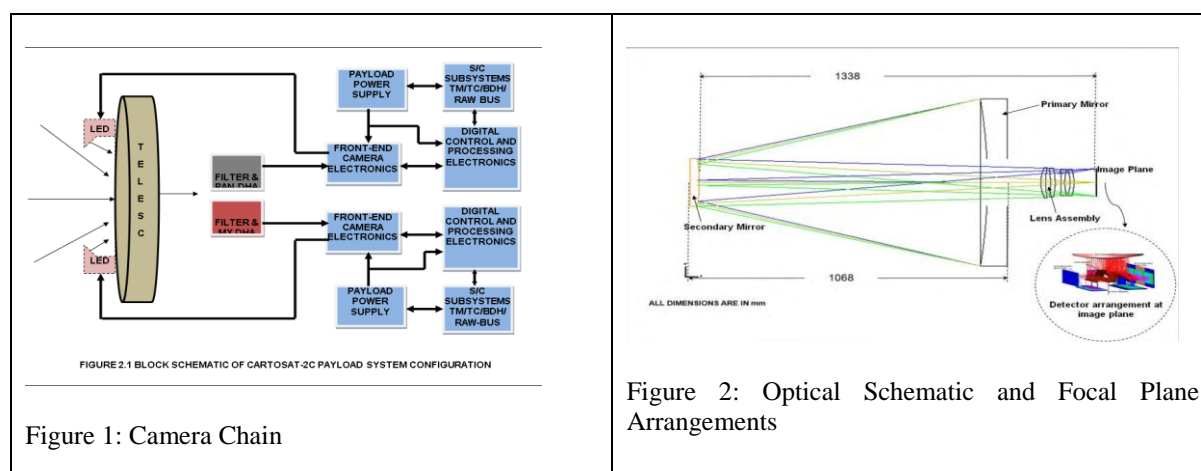 PAYLOAD
POWER
SUPPLY
S/C
SUBSYSTEMS
TM/TC/BDH/
RAW BUS
LED
T
E
L
E
S
C
FILTER &
PAN DHA
FRONT-END
CAMERA
ELECTRONICS
DIGITAL
CONTROL AND
PROCESSING
ELECTRONICS
FILTER &
MX DHA
FRONT-END
CAMERA
ELECTRONICS
DIGITAL
CONTROL AND
PROCESSING
ELECTRONICS
LED
PAYLOAD
POWER
SUPPLY
S/C
SUBSYSTEMS
TM/TC/BDH/
RAW-BUS
FIGURE 2.1 BLOCK SCHEMATIC OF CARTOSAT-2C PAYLOAD SYSTEM CONFIGURATION
Figure 1: Camera Chain
1338
Primary Mirror
Image Plane
Lens Assembly
Secondary Mirror
1068
ALL DIMENSIONS ARE IN mm
Detector arrangement at
image plane
Figure 2: Optical Schematic and Focal Plane
Arrangements